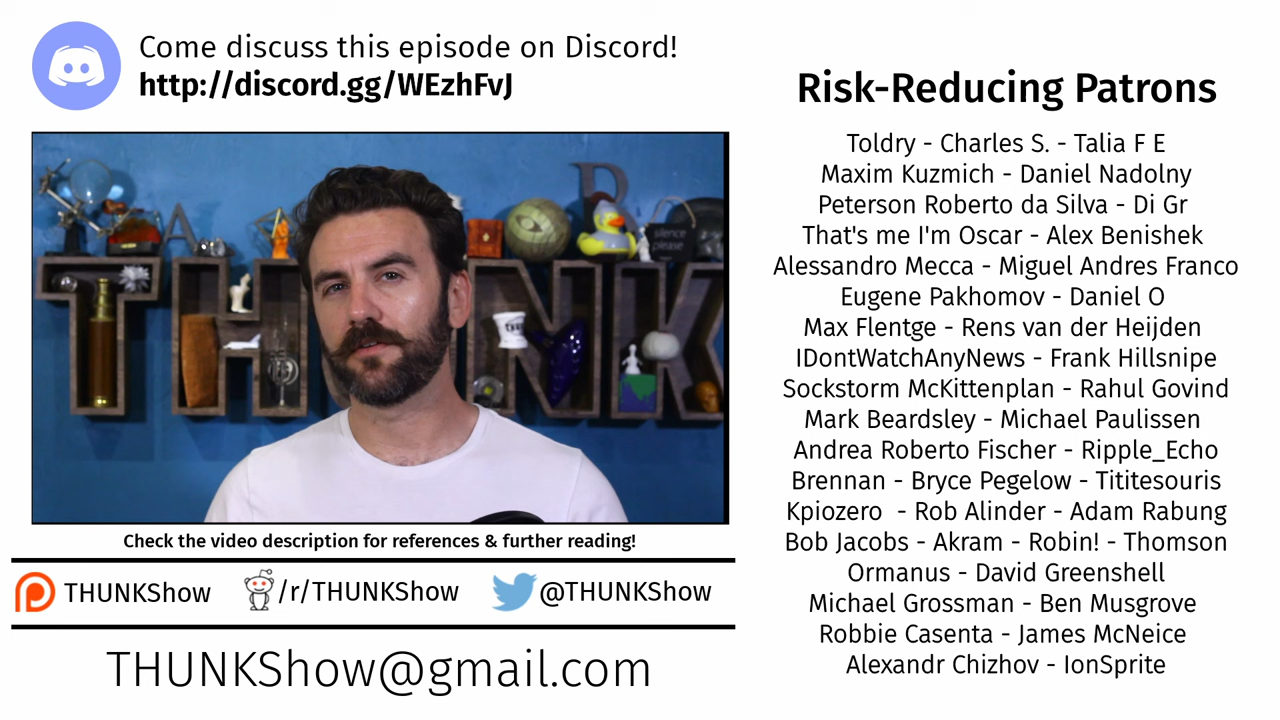 Come discuss this episode on Discord!
http://discord.gg/WEzhFvJ
silence
please
THUNK
Check the video description for references & further reading!
THUNKShow
/r/THUNKShow
@THUNKShow
THUNKShow@gmail.com
Risk-Reducing Patrons
Toldry - Charles S. - Talia F E
Maxim Kuzmich - Daniel Nadolny
Peterson Roberto da Silva - Di Gr
That's me I'm Oscar - Alex Benishek
Alessandro Mecca - Miguel Andres Franco
Eugene Pakhomov - Daniel O
Max Flentge - Rens van der Heijden
IDontWatchAnyNews - Frank Hillsnipe
Sockstorm McKittenplan - Rahul Govind
Mark Beardsley - Michael Paulissen
Andrea Roberto Fischer - Ripple_Echo
Brennan - Bryce Pegelow - Tititesouris
Kpiozero  - Rob Alinder - Adam Rabung
Bob Jacobs - Akram - Robin! - Thomson
Ormanus - David Greenshell
Michael Grossman - Ben Musgrove
Robbie Casenta - James McNeice
Alexandr Chizhov - IonSprite